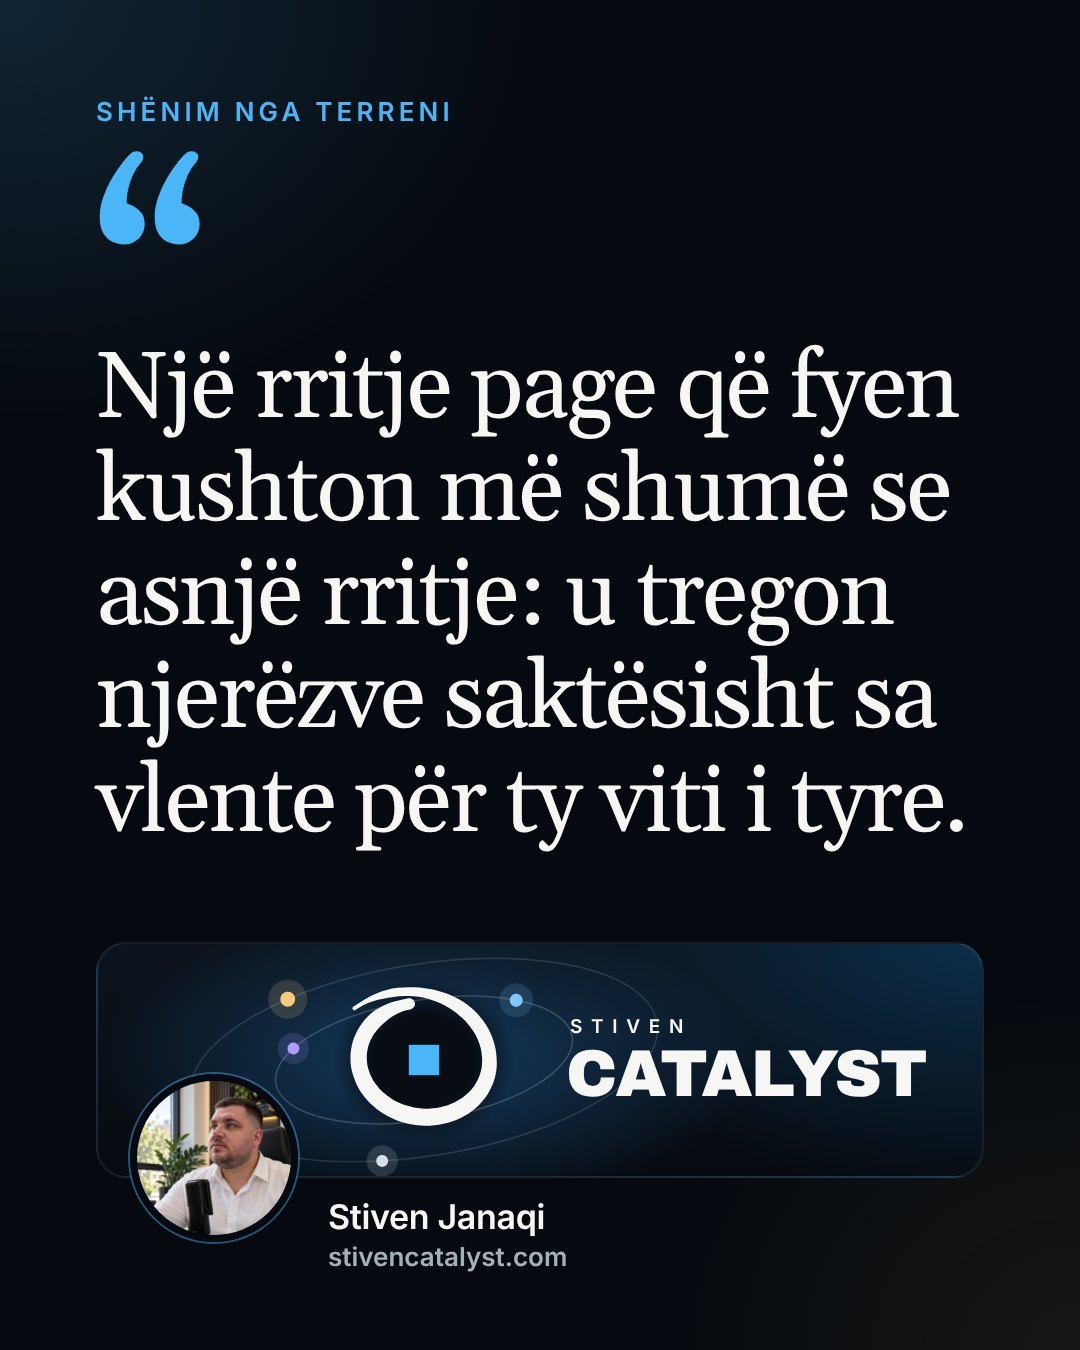 SHËNIM NGA TERRENI
“
Një rritje page që fyen
kushton më shumë se
asnjë rritje: u tregon
njerëzve saktësisht sa
vlente për ty viti i tyre.
STIVEN
CATALYST
Stiven Janaqi
stivencatalyst.com